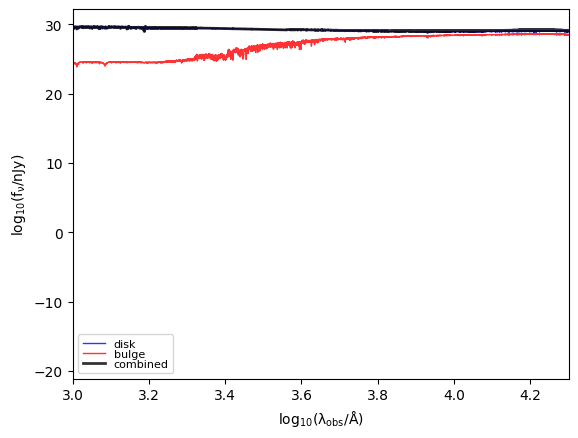 30
20
10
0
−10
−20
log₁₀(fᵥ/nJy)
disk
bulge
combined
3.0 3.2 3.4 3.6 3.8 4.0 4.2
log₁₀(λobs/Å)